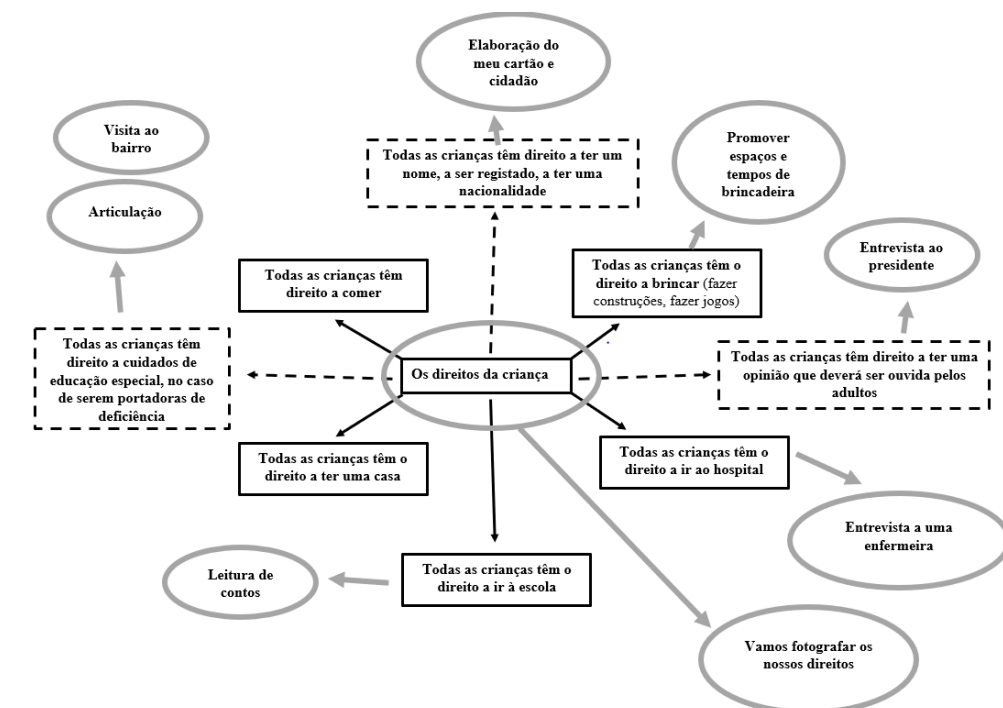 Elaboração do
meu cartão e
cidadão
Visita ao
bairro
Promover
espaços e
tempos de
brincadeira
Todas as crianças têm direito a ter um
nome, a ser registado, a ter uma
nacionalidade
Articulação
Entrevista ao
presidente
Todas as crianças têm
direito a comer
Todas as crianças têm o
direito a brincar (fazer
construções, fazer jogos)
Todas as crianças têm
direito a cuidados de
educação especial, no caso
de serem portadoras de
deficiência
Os direitos da criança
Todas as crianças têm direito a ter uma
opinião que deverá ser ouvida pelos
adultos
Todas as crianças têm o
direito a ter uma casa
Todas as crianças têm o
direito a ir ao hospital
Entrevista a uma
enfermeira
Leitura de
contos
Todas as crianças têm o
direito a ir à escola
Vamos fotografar os
nossos direitos